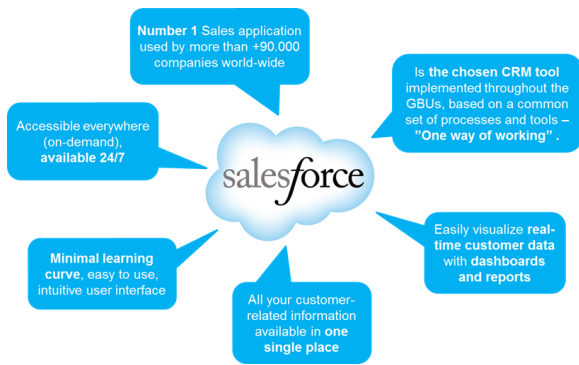 Number 1 Sales application
used by more than +90.000
companies world-wide
Is the chosen CRM tool
implemented throughout the
GBUs, based on a common
set of processes and tools –
”One way of working” .
Accessible everywhere
(on-demand),
available 24/7
salesforce
Easily visualize real-
time customer data
with dashboards
and reports
Minimal learning
curve, easy to use,
intuitive user interface
All your customer-
related information
available in one
single place